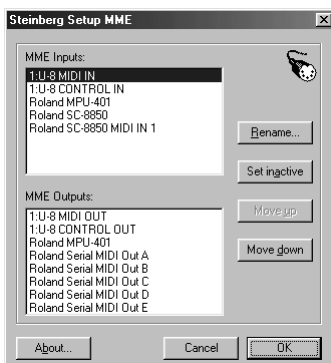 Steinberg Setup MME
MME Inputs:
1:U-8 MIDI IN
1:U-8 CONTROL IN
Roland MPU-401
Roland SC-8850
Roland SC-8850 MIDI IN 1
Rename...
Set inactive
MME Outputs:
1:U-8 MIDI OUT
1:U-8 CONTROL OUT
Roland MPU-401
Roland Serial MIDI Out A
Roland Serial MIDI Out B
Roland Serial MIDI Out C
Roland Serial MIDI Out D
Roland Serial MIDI Out E
Move up
Move down
About...
Cancel
OK